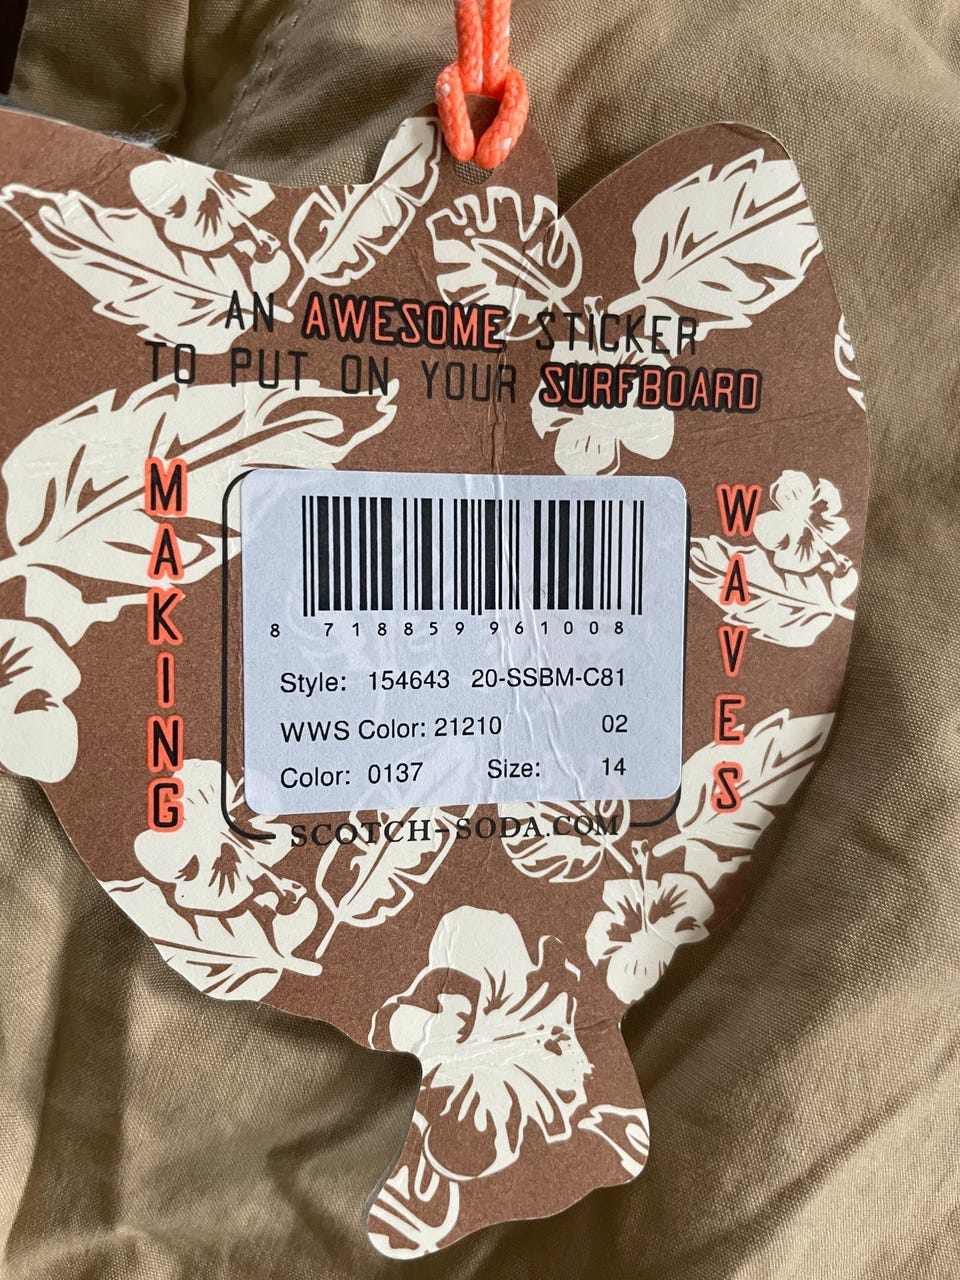 AN AWESOME STICKER
TO PUT ON YOUR SURFBOARD
MAKING
WAVES
8 718859 961008
Style: 154643 20-SSBM-C81
WWS Color: 21210 02
Color: 0137 Size: 14
SCOTCH-SODA.COM